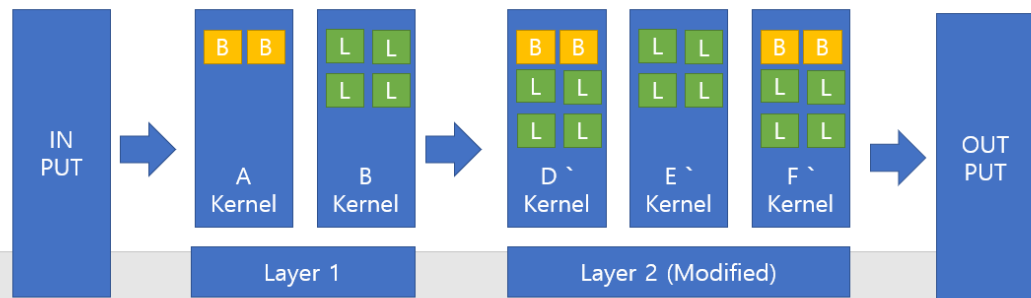 IN
PUT
B B
A
Kernel
L L
L L
B
Kernel
Layer 1
B B
L L
L L
D `
Kernel
L L
L L
E `
Kernel
B B
L L
L L
F `
Kernel
Layer 2 (Modified)
OUT
PUT